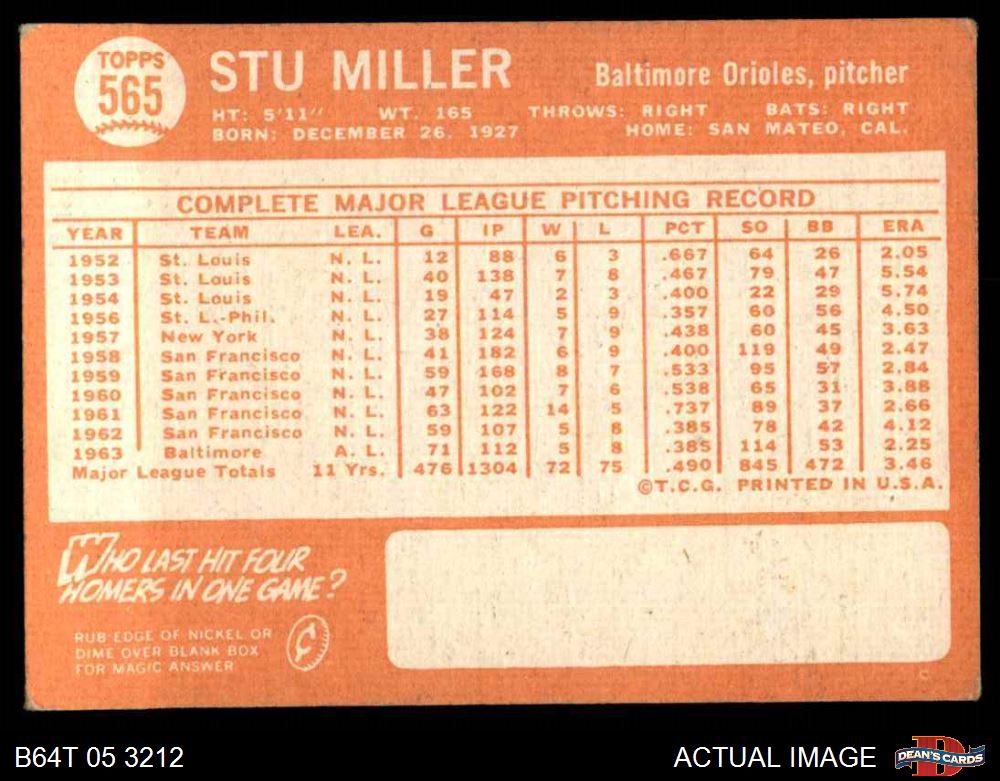 TOPPS
565
STU MILLER
Baltimore Orioles, pitcher
HT: 5'11" WT. 165 THROWS: RIGHT BATS: RIGHT
BORN: DECEMBER 26, 1927 HOME: SAN MATEO, CAL.
COMPLETE MAJOR LEAGUE PITCHING RECORD
YEAR TEAM LEA. G IP W L PCT SO BB ERA
1952 St. Louis N. L. 12 88 6 3 .667 64 26 2.05
1953 St. Louis N. L. 40 138 7 8 .467 79 47 5.54
1954 St. Louis N. L. 19 47 2 3 .400 22 29 5.74
1956 St. L.-Phil. N. L. 27 114 5 9 .357 60 56 4.50
1957 New York N. L. 38 124 7 9 .438 60 45 3.63
1958 San Francisco N. L. 41 182 6 9 .400 119 49 2.47
1959 San Francisco N. L. 59 168 8 7 .533 95 57 2.84
1960 San Francisco N. L. 47 102 7 6 .538 65 31 3.88
1961 San Francisco N. L. 63 122 14 5 .737 89 37 2.66
1962 San Francisco N. L. 59 107 5 8 .385 78 42 4.12
1963 Baltimore A. L. 71 112 5 8 .385 114 53 2.25
Major League Totals 11 Yrs. 476 1304 72 75 .490 845 472 3.46
©T.C.G. PRINTED IN U.S.A.
WHO LAST HIT FOUR
HOMERS IN ONE GAME?
RUB EDGE OF NICKEL OR
DIME OVER BLANK BOX
FOR MAGIC ANSWER
¢
C
B64T 05 3212
ACTUAL IMAGE
D
DEAN'S CARDS